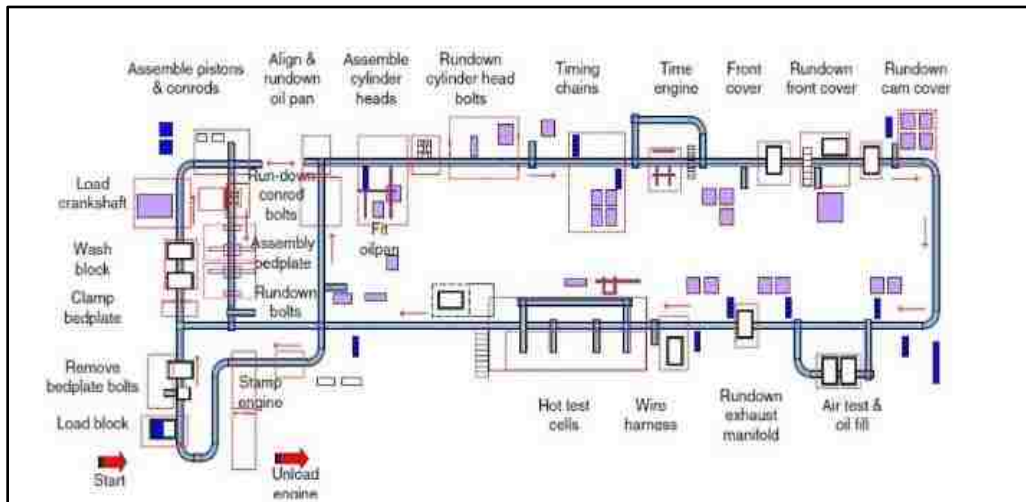 Assemble pistons
& conrods
Align &
rundown
oil pan
Assemble
cylinder
heads
Rundown
cylinder head
bolts
Timing
chains
Time
engine
Front
cover
Rundown
front cover
Rundown
cam cover
Load
crankshaft
Run-down
conrod
bolts
Fit
oilpan
Wash
block
Assembly
bedplate
Clamp
bedplate
Rundown
bolts
Remove
bedplate bolts
Stamp
engine
Load block
Hot test
cells
Wire
harness
Rundown
exhaust
manifold
Air test &
oil fill
Start
Unload
engine